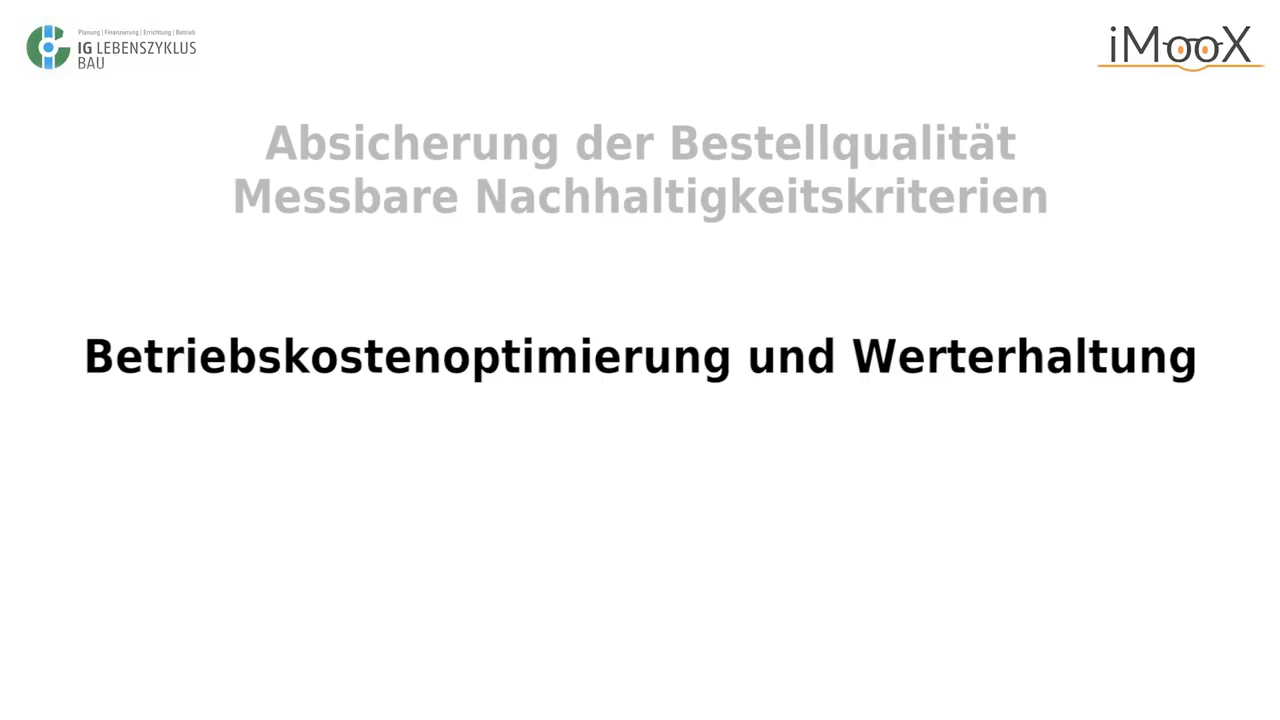 Planung | Finanzierung | Errichtung | Betrieb
IG LEBENSZYKLUS
BAU
iMooX
Absicherung der Bestellqualität
Messbare Nachhaltigkeitskriterien
Betriebskostenoptimierung und Werterhaltung